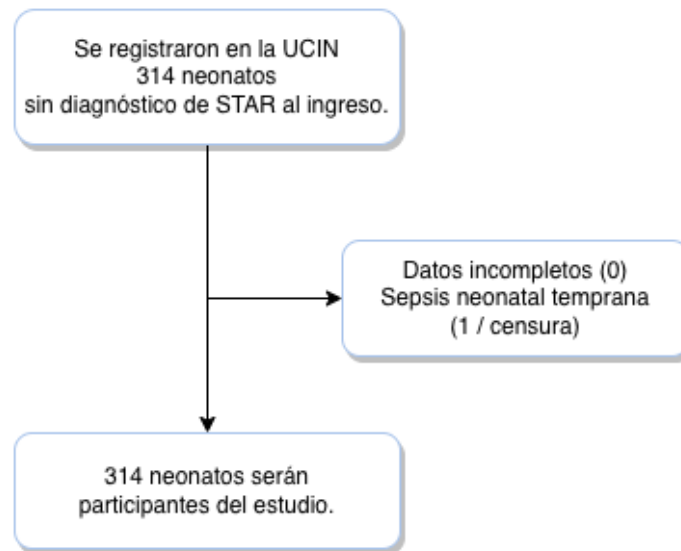 Se registraron en la UCIN
314 neonatos
sin diagnóstico de STAR al ingreso.
Datos incompletos (0)
Sepsis neonatal temprana
(1 / censura)
314 neonatos serán
participantes del estudio.